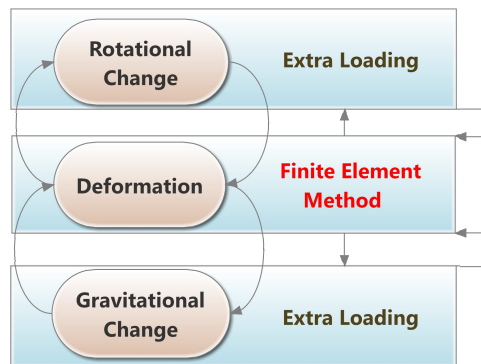 Rotational
Change
Extra Loading
Deformation
Finite Element
Method
Gravitational
Change
Extra Loading